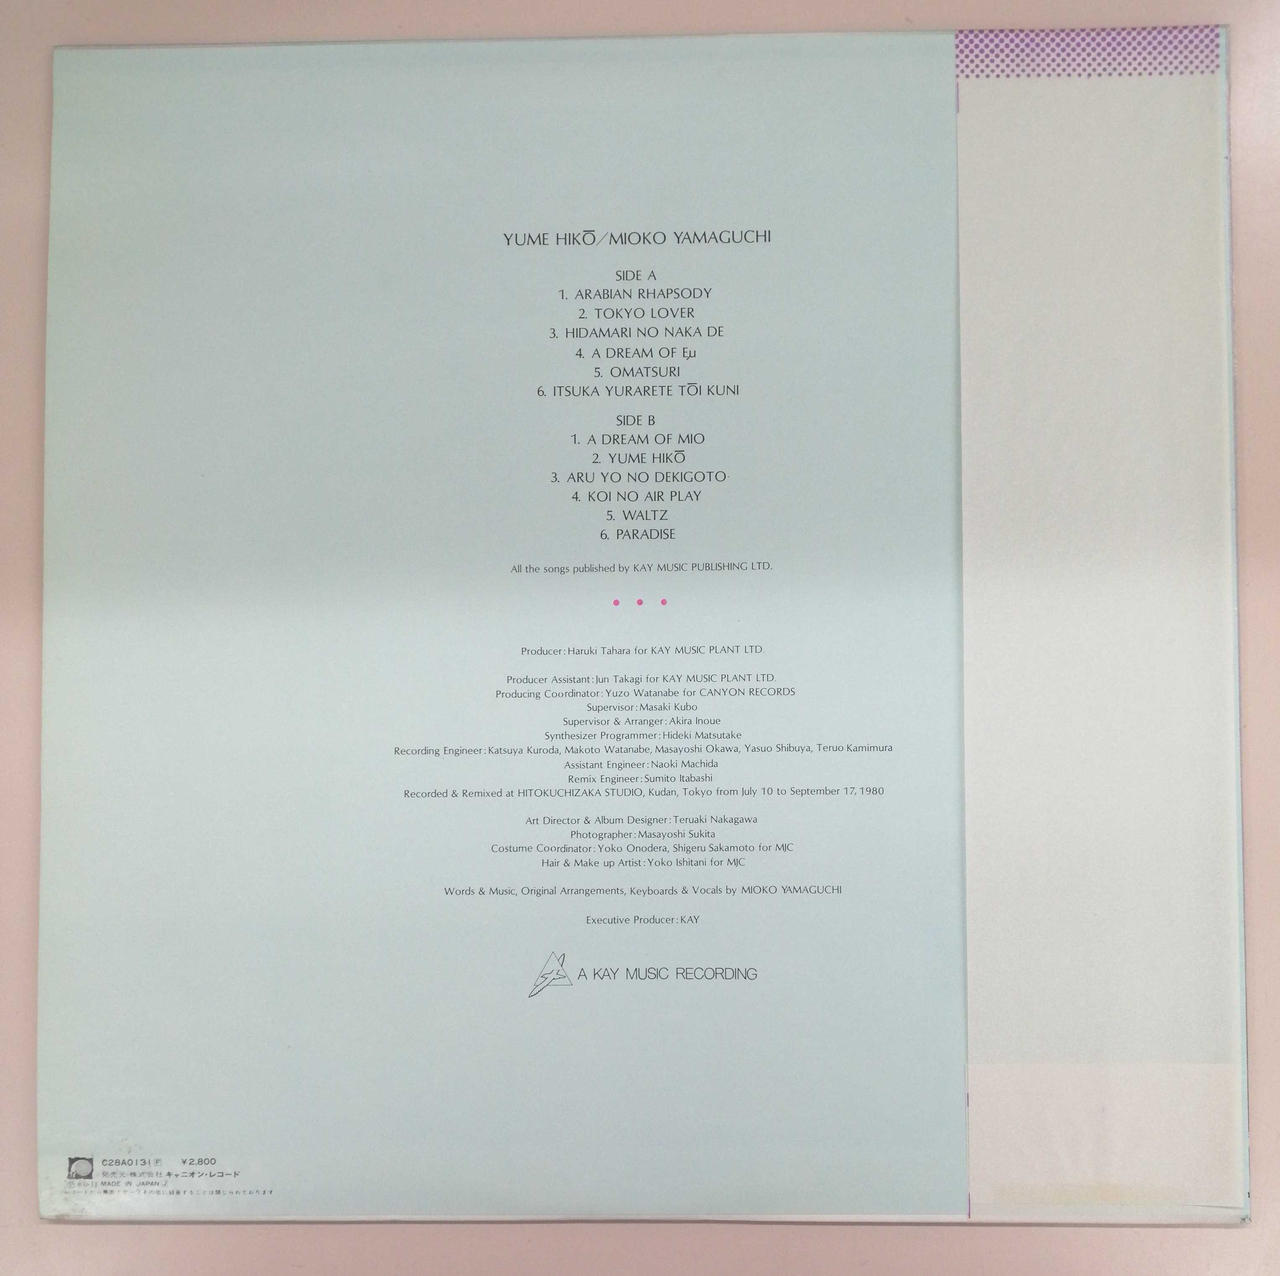 YUME HIKŌ/MIOKO YAMAGUCHI
SIDE A
1. ARABIAN RHAPSODY
2. TOKYO LOVER
3. HIDAMARI NO NAKA DE
4. A DREAM OF Eμ
5. OMATSURI
6. ITSUKA YURARETE TŌI KUNI
SIDE B
1. A DREAM OF MIO
2. YUME HIKŌ
3. ARU YO NO DEKIGOTO
4. KOI NO AIR PLAY
5. WALTZ
6. PARADISE
All the songs published by KAY MUSIC PUBLISHING LTD.
Producer:Haruki Tahara for KAY MUSIC PLANT LTD.
Producer Assistant:Jun Takagi for KAY MUSIC PLANT LTD.
Producing Coordinator:Yuzo Watanabe for CANYON RECORDS
Supervisor:Masaki Kubo
Supervisor & Arranger:Akira Inoue
Synthesizer Programmer:Hideki Matsutake
Recording Engineer:Katsuya Kuroda, Makoto Watanabe, Masayoshi Okawa, Yasuo Shibuya, Teruo Kamimura
Assistant Engineer:Naoki Machida
Remix Engineer:Sumito Itabashi
Recorded & Remixed at HITOKUCHIZAKA STUDIO, Kudan, Tokyo from July 10 to September 17, 1980
Art Director & Album Designer:Teruaki Nakagawa
Photographer:Masayoshi Sukita
Costume Coordinator:Yoko Onodera, Shigeru Sakamoto for MJC
Hair & Make up Artist:Yoko Ishitani for MJC
Words & Music, Original Arrangements, Keyboards & Vocals by MIOKO YAMAGUCHI
Executive Producer:KAY
A KAY MUSIC RECORDING
C28A0131 F ¥2,800
発売元・株式会社キャニオン・レコード
MADE IN JAPAN